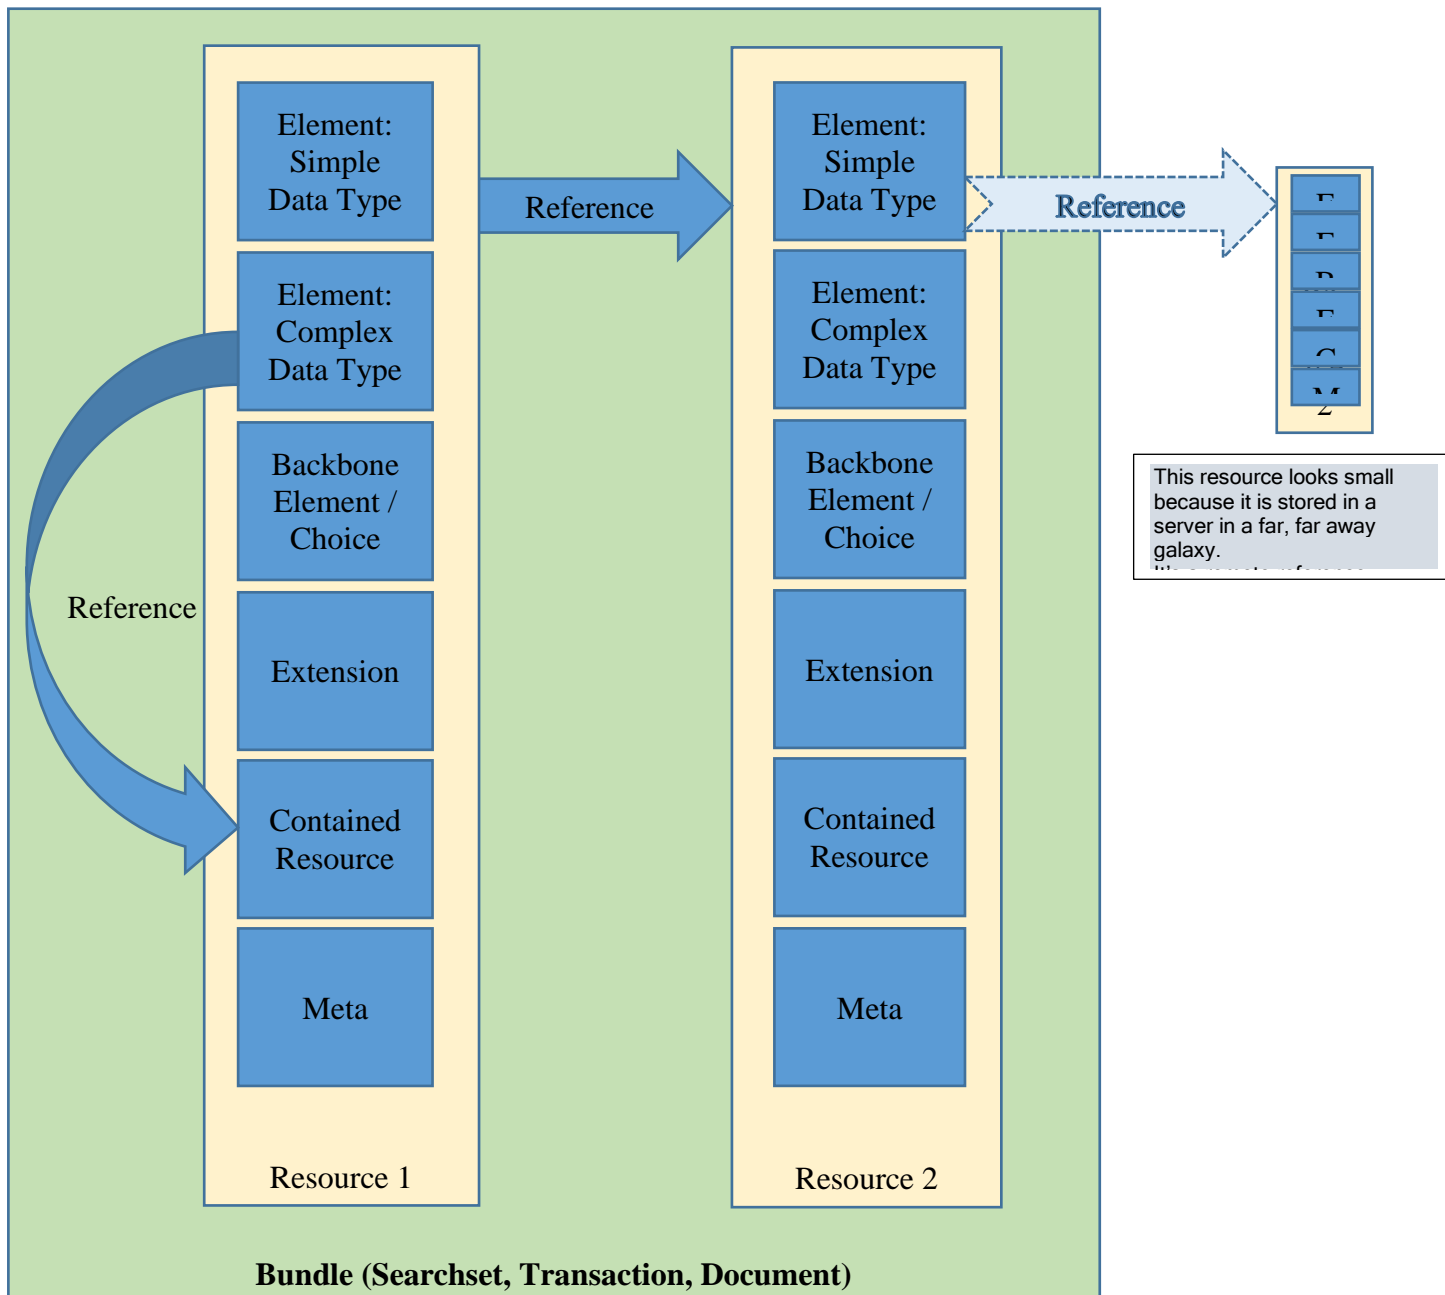 Element:
Simple
Data Type
Element:
Complex
Data Type
Backbone
Element /
Choice
Extension
Contained
Resource
Meta
Resource 1
Reference
Reference
Element:
Simple
Data Type
Element:
Complex
Data Type
Backbone
Element /
Choice
Extension
Contained
Resource
Meta
Resource 2
Reference
2
This resource looks small
because it is stored in a
server in a far, far away
galaxy.
Bundle (Searchset, Transaction, Document)